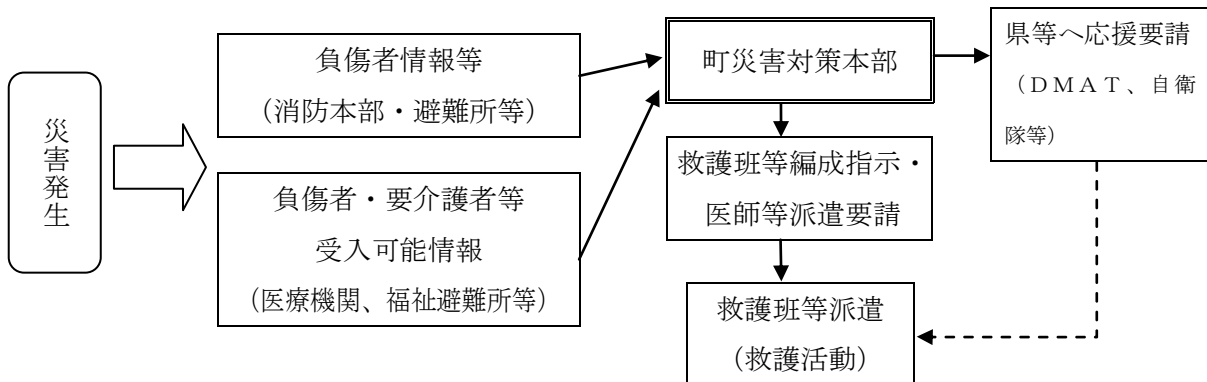 災害発生
負傷者情報等
（消防本部・避難所等）
負傷者・要介護者等
受入可能情報
（医療機関、福祉避難所等）
町災害対策本部
救護班等編成指示・
医師等派遣要請
救護班等派遣
（救護活動）
県等へ応援要請
（ＤＭＡＴ、自衛
隊等）